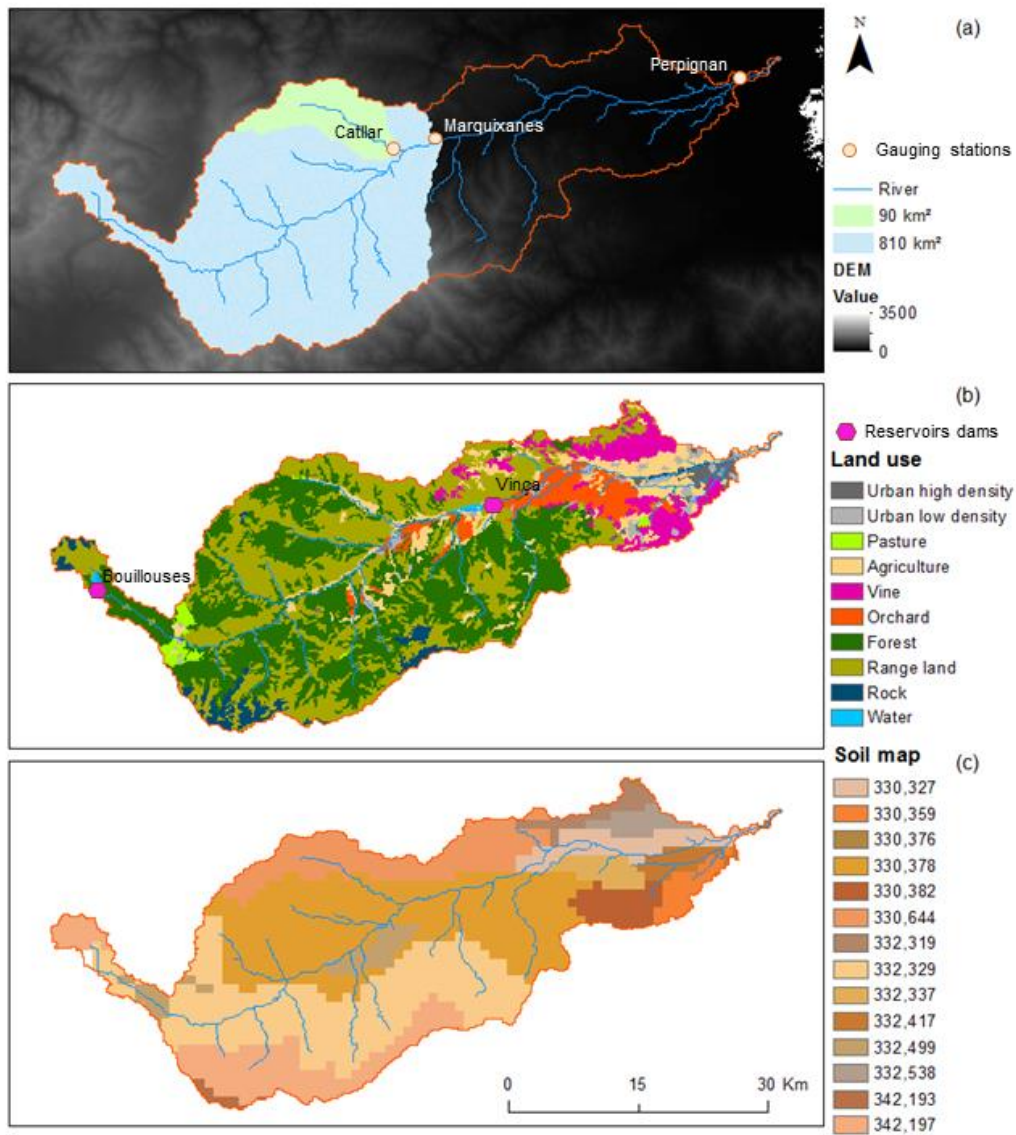 (a)
N
Perpignan
Catllar
Marquixanes
Gauging stations
River
90 km²
810 km²
DEM
Value
3500
0
(b)
Reservoirs dams
Land use
Vinça
Bouillouses
Urban high density
Urban low density
Pasture
Agriculture
Vine
Orchard
Forest
Range land
Rock
Water
Soil map
(c)
330,327
330,359
330,376
330,378
330,382
330,644
332,319
332,329
332,337
332,417
332,499
332,538
342,193
342,197
0 15 30 Km